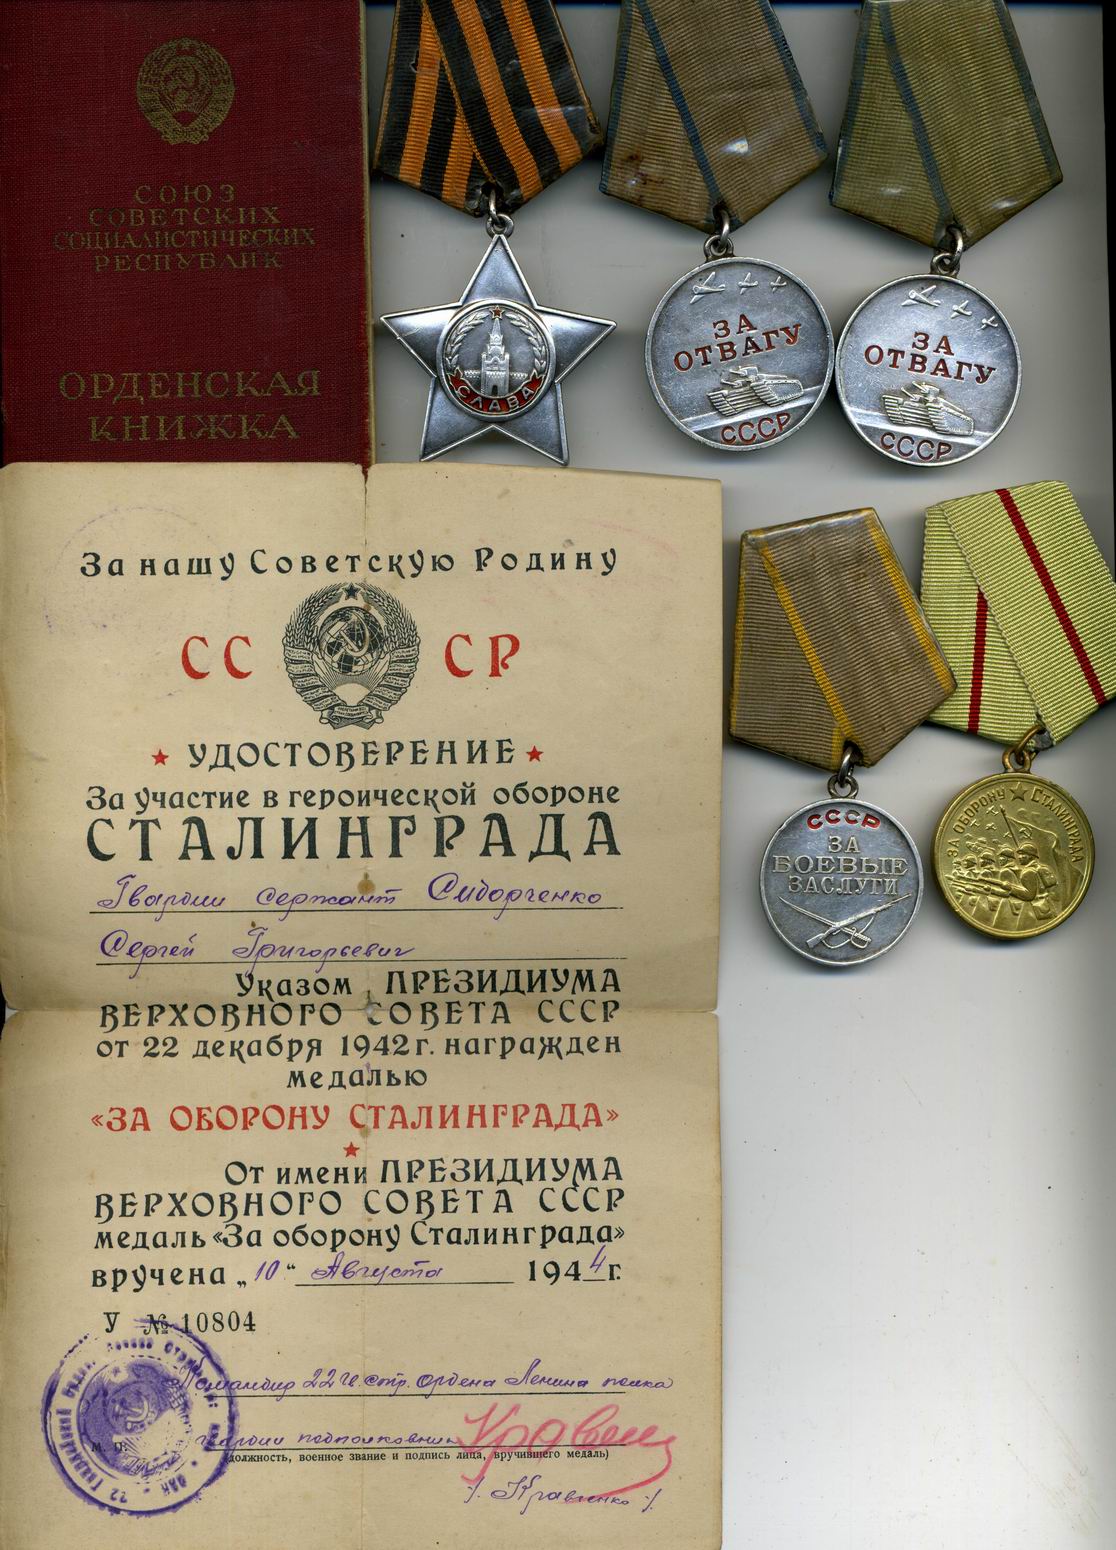 СОЮЗ
СОВЕТСКИХ
СОЦИАЛИСТИЧЕСКИХ
РЕСПУБЛИК
ОРДЕНСКАЯ
КНИЖКА
СЛАВА
ЗА
ОТВАГУ
СССР
ЗА
ОТВАГУ
СССР
За нашу Советскую Родину
СС СР
УДОСТОВЕРЕНИЕ
За участие в героической обороне
СТАЛИНГРАДА
Гвардии сержант Сидорченко
Сергей Григорьевич
Указом ПРЕЗИДИУМА
ВЕРХОВНОГО СОВЕТА СССР
от 22 декабря 1942 г. награжден
медалью
«ЗА ОБОРОНУ СТАЛИНГРАДА»
От имени ПРЕЗИДИУМА
ВЕРХОВНОГО СОВЕТА СССР
медаль «За оборону Сталинграда»
вручена „10“ Августа 1944 г.
У № 10804
Командир 22 гв. стр. ордена Ленина полка
гвардии подполковник
М. П.
(должность, военное звание и подпись лица, вручившего медаль)
/. Кравченко ./
СССР
ЗА
БОЕВЫЕ
ЗАСЛУГИ
ЗА ОБОРОНУ СТАЛИНГРАДА